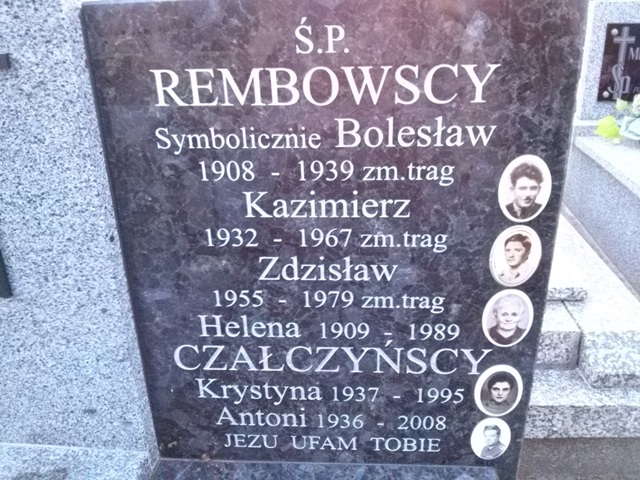 Ś.P.
REMBOWSCY
Symbolicznie Bolesław
1908 - 1939 zm.trag
Kazimierz
1932 - 1967 zm.trag
Zdzisław
1955 - 1979 zm.trag
Helena 1909 - 1989
CZAŁCZYŃSCY
Krystyna 1937 - 1995
Antoni 1936 - 2008
JEZU UFAM TOBIE